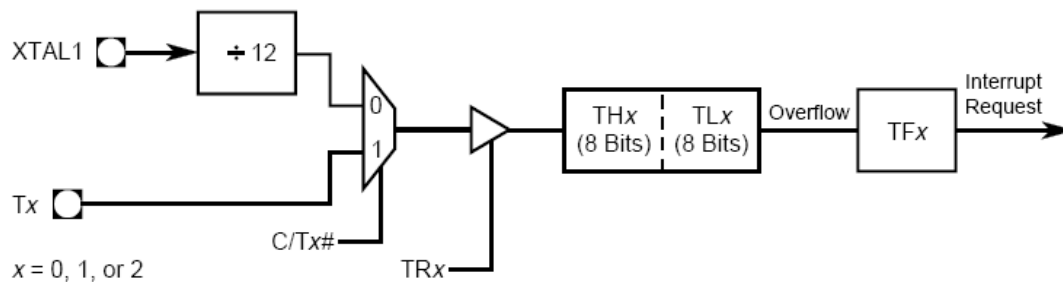 XTAL1
÷ 12
0
1
Tx
C/Tx#
TRx
x = 0, 1, or 2
THx
(8 Bits)
TLx
(8 Bits)
Overflow
TFx
Interrupt
Request